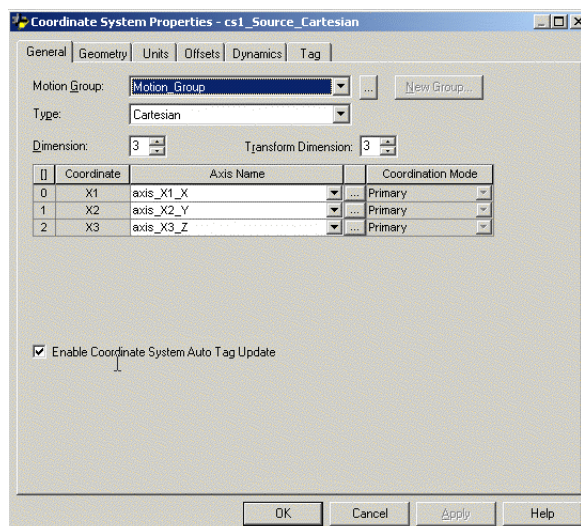 Coordinate System Properties - cs1_Source_Cartesian
General Geometry Units Offsets Dynamics Tag
Motion Group: Motion_Group ... New Group...
Type: Cartesian
Dimension: 3 Transform Dimension: 3
[] Coordinate Axis Name Coordination Mode
0 X1 axis_X1_X ... Primary
1 X2 axis_X2_Y ... Primary
2 X3 axis_X3_Z ... Primary
Enable Coordinate System Auto Tag Update
OK Cancel Apply Help